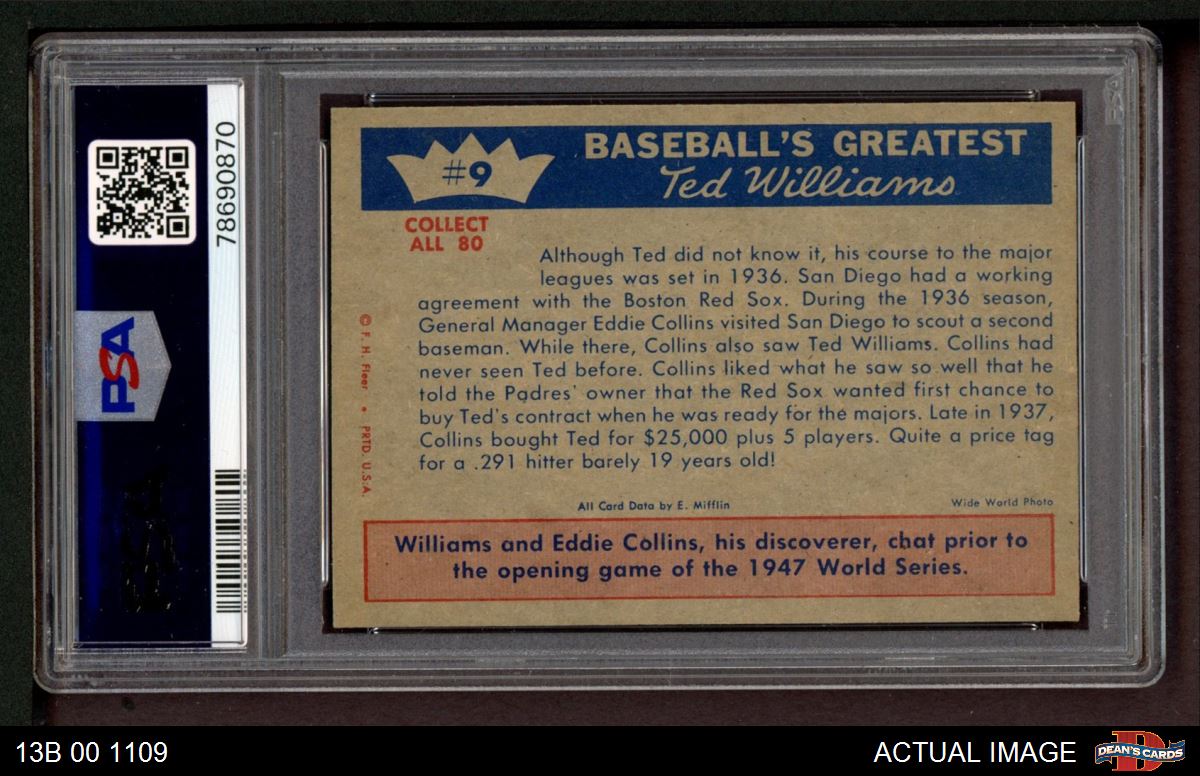 78690870
PSA
#9
BASEBALL'S GREATEST
Ted Williams
COLLECT
ALL 80
Although Ted did not know it, his course to the major
leagues was set in 1936. San Diego had a working
agreement with the Boston Red Sox. During the 1936 season,
General Manager Eddie Collins visited San Diego to scout a second
baseman. While there, Collins also saw Ted Williams. Collins had
never seen Ted before. Collins liked what he saw so well that he
told the Padres' owner that the Red Sox wanted first chance to
buy Ted's contract when he was ready for the majors. Late in 1937,
Collins bought Ted for $25,000 plus 5 players. Quite a price tag
for a .291 hitter barely 19 years old!
© F. H. Fleer • PRTD. U.S.A.
All Card Data by E. Mifflin
Wide World Photo
Williams and Eddie Collins, his discoverer, chat prior to
the opening game of the 1947 World Series.
13B 00 1109
ACTUAL IMAGE
DEAN'S CARDS